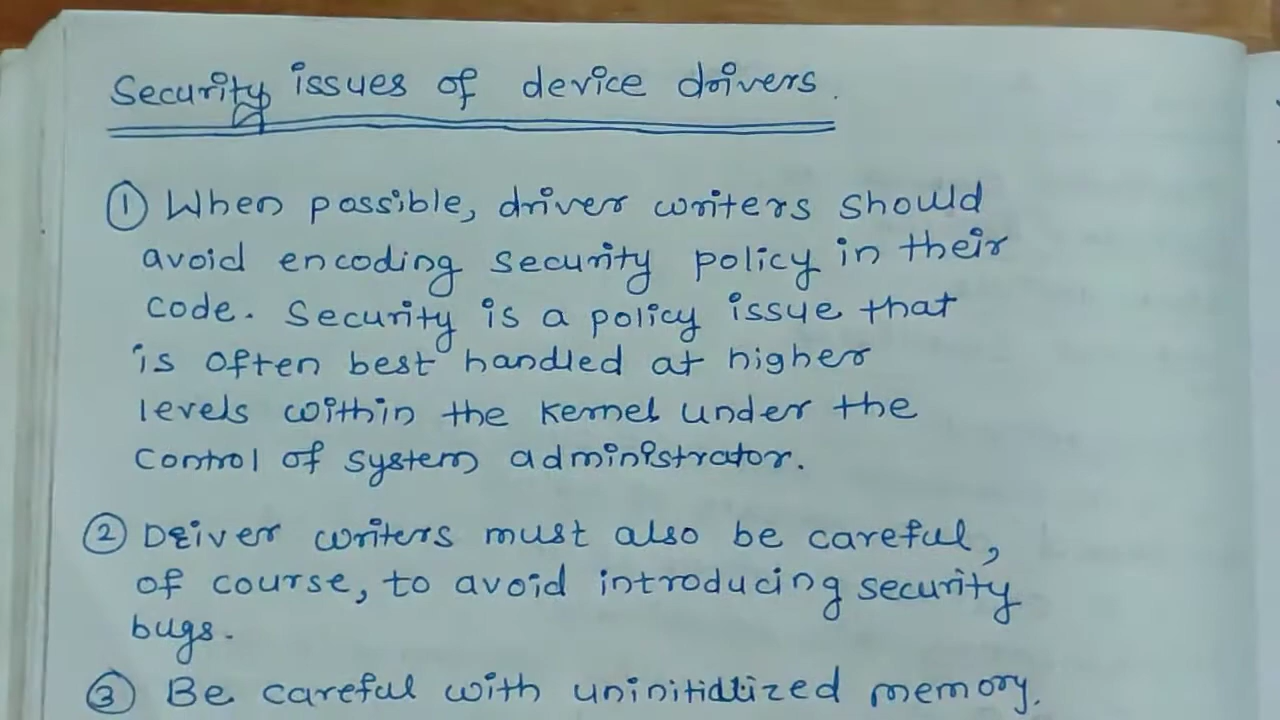 Security issues of device drivers.
① When possible, driver writers should
avoid encoding security policy in their
code. Security is a policy issue that
is often best handled at higher
levels within the kernel under the
control of system administrator.
② Driver writers must also be careful,
of course, to avoid introducing security
bugs.
③ Be careful with uninitialized memory.